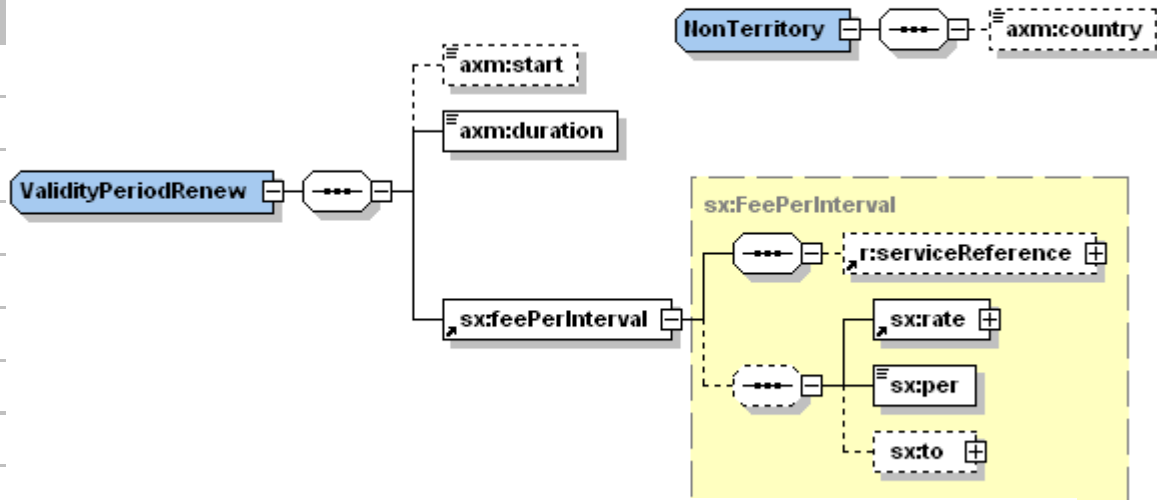 NonTerritory
axm:country
axm:start
axm:duration
ValidityPeriodRenew
sx:FeePerInterval
r:serviceReference
sx:feePerInterval
sx:rate
sx:per
sx:to